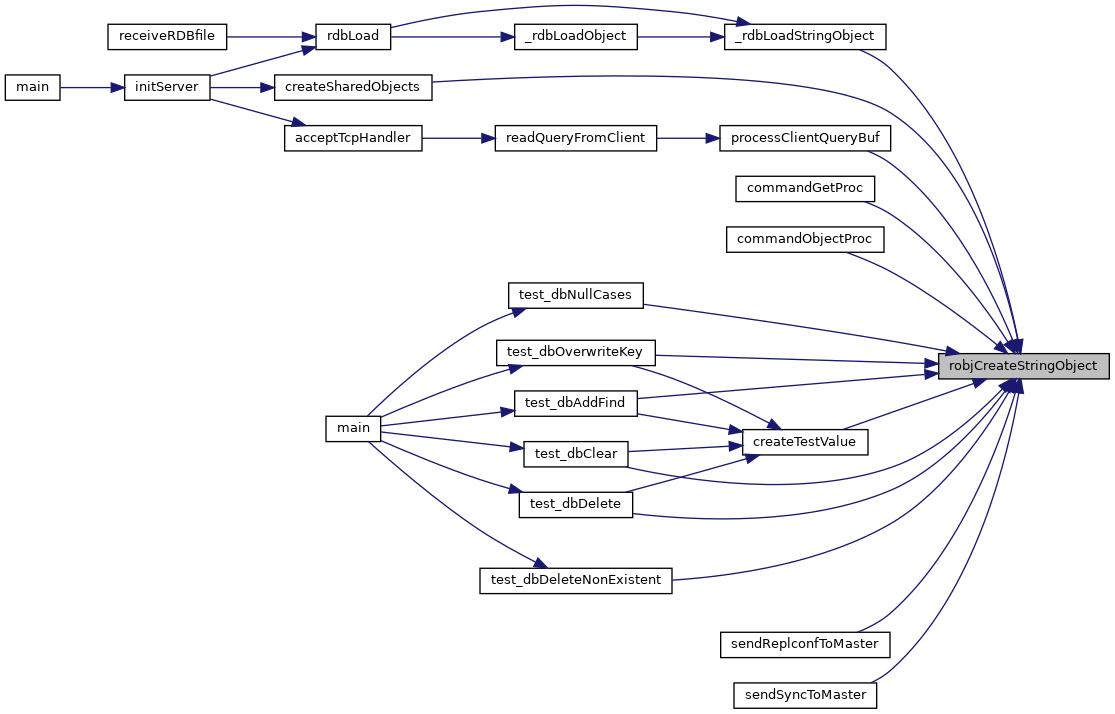 receiveRDBfile
rdbLoad
_rdbLoadObject
_rdbLoadStringObject
main
initServer
createSharedObjects
acceptTcpHandler
readQueryFromClient
processClientQueryBuf
commandGetProc
commandObjectProc
test_dbNullCases
test_dbOverwriteKey
robjCreateStringObject
test_dbAddFind
main
createTestValue
test_dbClear
test_dbDelete
test_dbDeleteNonExistent
sendReplconfToMaster
sendSyncToMaster